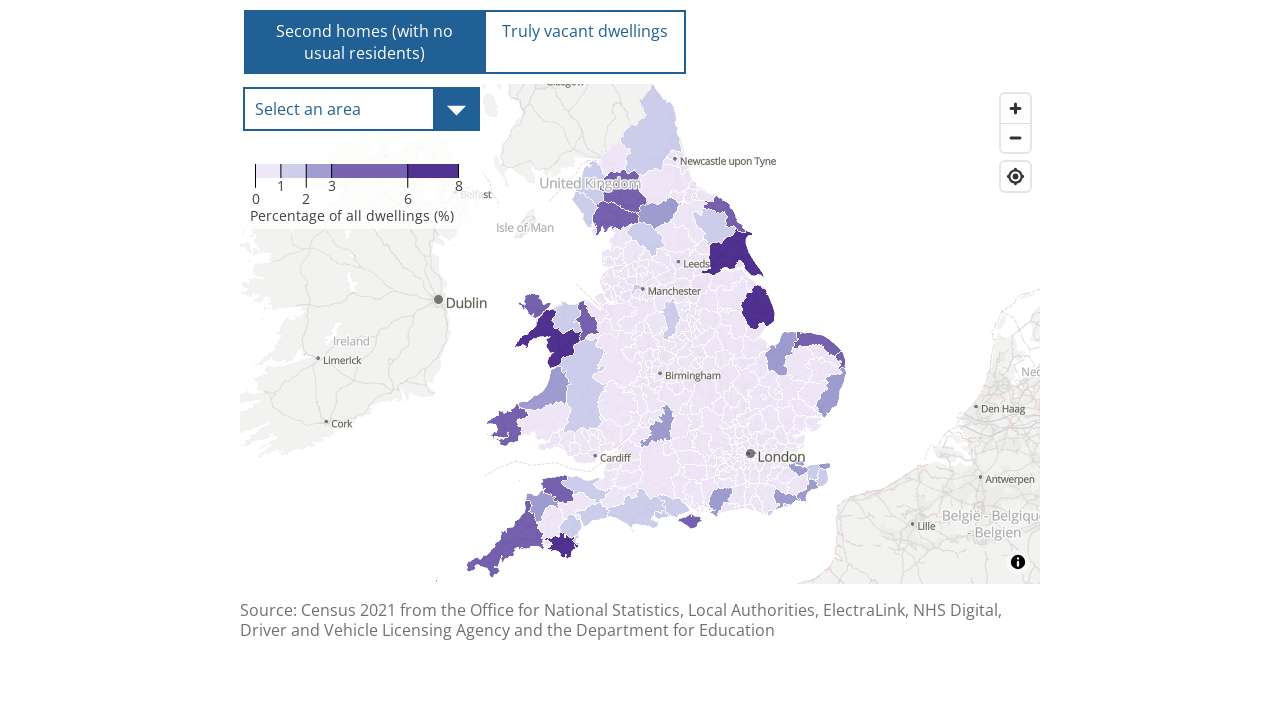 Second homes (with no
usual residents)
Truly vacant dwellings
Select an area
Newcastle upon Tyne
United Kingdom
Belfast
0
1
2
3
6
8
Percentage of all dwellings (%)
Isle of Man
Leeds
Manchester
Dublin
Ireland
Limerick
Birmingham
Den Haag
Cork
Cardiff
London
Antwerpen
België - Belgique
- Belgien
Lille
Source: Census 2021 from the Office for National Statistics, Local Authorities, ElectraLink, NHS Digital,
Driver and Vehicle Licensing Agency and the Department for Education